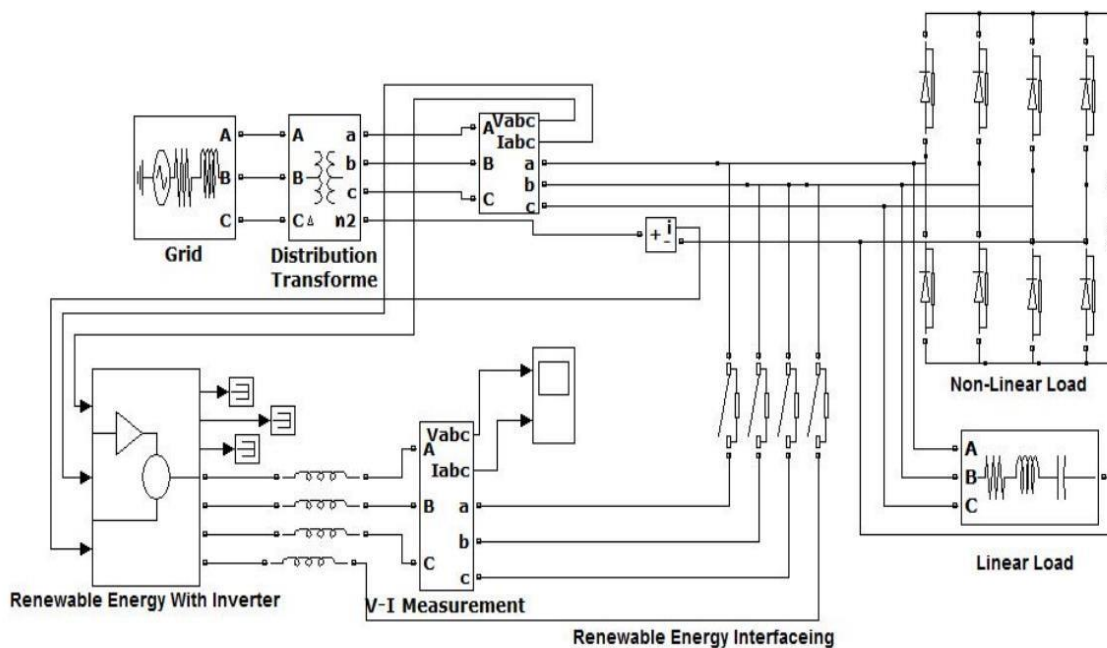 Vabc
A
Iabc
A
A
a
a
B
b
B
b
B
c
c
C
C
C
Δ
n2
+
i
-
Grid
Distribution
Transforme
Non-Linear Load
Vabc
A
Iabc
A
B
C
B
a
b
C
c
Linear Load
Renewable Energy With Inverter
V-I Measurement
Renewable Energy Interfaceing